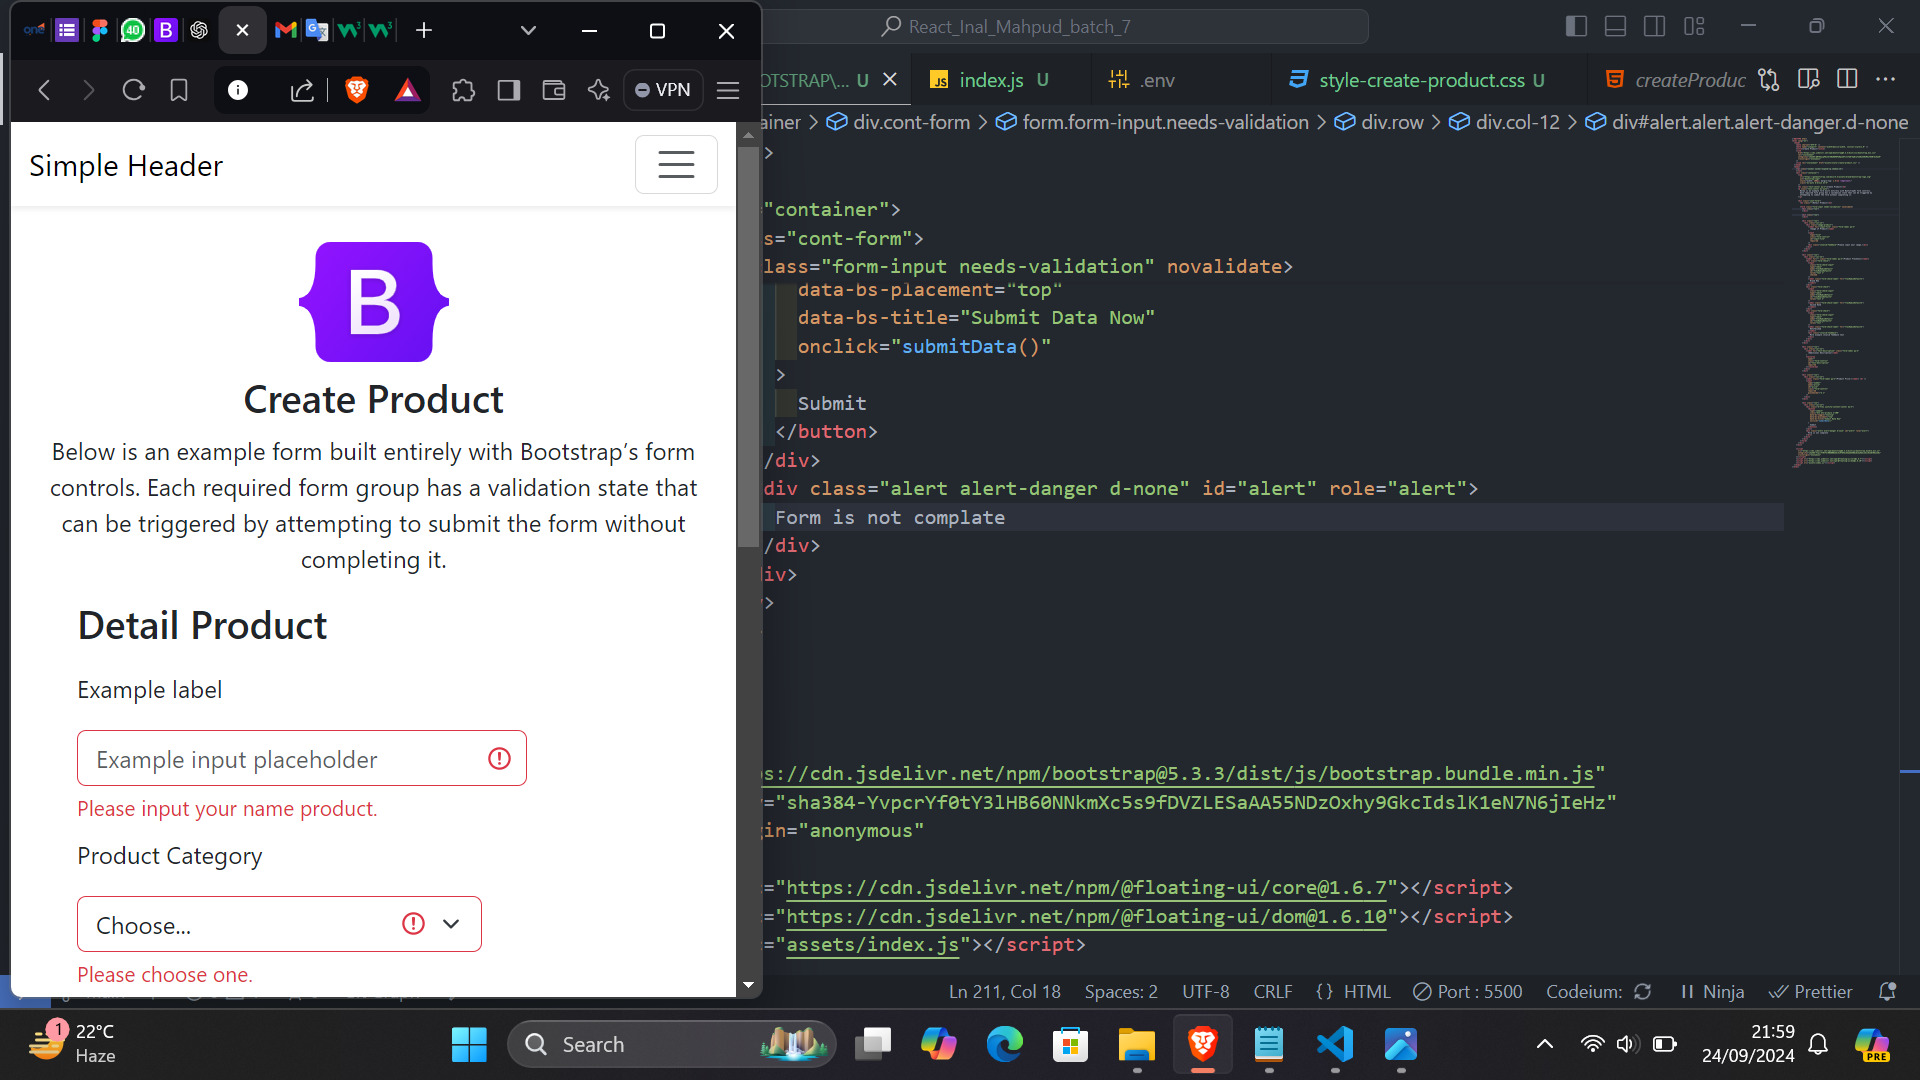 one
40
B
VPN
Simple Header
B
Create Product
Below is an example form built entirely with Bootstrap’s form
controls. Each required form group has a validation state that
can be triggered by attempting to submit the form without
completing it.
Detail Product
Example label
Example input placeholder
Please input your name product.
Product Category
Choose...
Please choose one.
React_Inal_Mahpud_batch_7
OTSTRAP\... U
JS index.js U
.env
style-create-product.css U
createProduc
ainer > div.cont-form > form.form-input.needs-validation > div.row > div.col-12 > div#alert.alert.alert-danger.d-none
>
="container">
s="cont-form">
lass="form-input needs-validation" novalidate>
data-bs-placement="top"
data-bs-title="Submit Data Now"
onclick="submitData()"
>
Submit
</button>
/div>
div class="alert alert-danger d-none" id="alert" role="alert">
Form is not complate
/div>
iv>
>
s://cdn.jsdelivr.net/npm/bootstrap@5.3.3/dist/js/bootstrap.bundle.min.js"
="sha384-YvpcrYf0tY3lHB60NNkmXc5s9fDVZLESaAA55NDzOxhy9GkcIdslK1eN7N6jIeHz"
gin="anonymous"
="https://cdn.jsdelivr.net/npm/@floating-ui/core@1.6.7"></script>
="https://cdn.jsdelivr.net/npm/@floating-ui/dom@1.6.10"></script>
="assets/index.js"></script>
Ln 211, Col 18 Spaces: 2 UTF-8 CRLF {} HTML Port : 5500 Codeium: Ninja Prettier
1
22°C
Haze
Search
21:59
24/09/2024
PRE